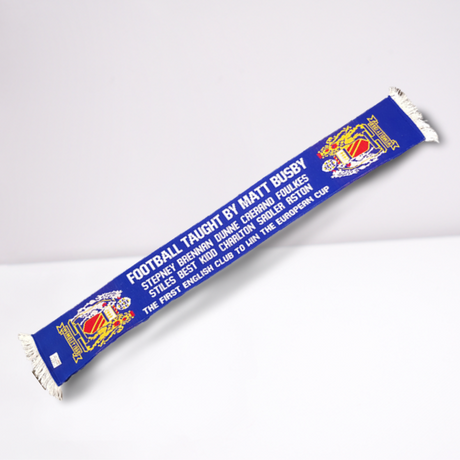 FOOTBALL TAUGHT BY MATT BUSBY
STEPNEY BRENNAN DUNNE CRERAND FOULKES
STILES BEST KIDD CHARLTON SADLER ASTON
THE FIRST ENGLISH CLUB TO WIN THE EUROPEAN CUP